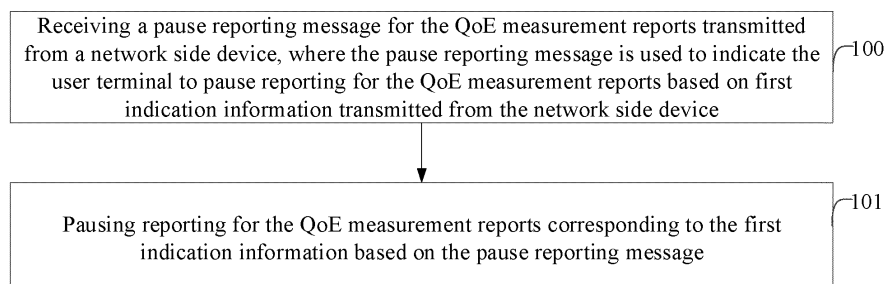 Receiving a pause reporting message for the QoE measurement reports transmitted
from a network side device, where the pause reporting message is used to indicate the
user terminal to pause reporting for the QoE measurement reports based on first
indication information transmitted from the network side device
100
Pausing reporting for the QoE measurement reports corresponding to the first
indication information based on the pause reporting message
101